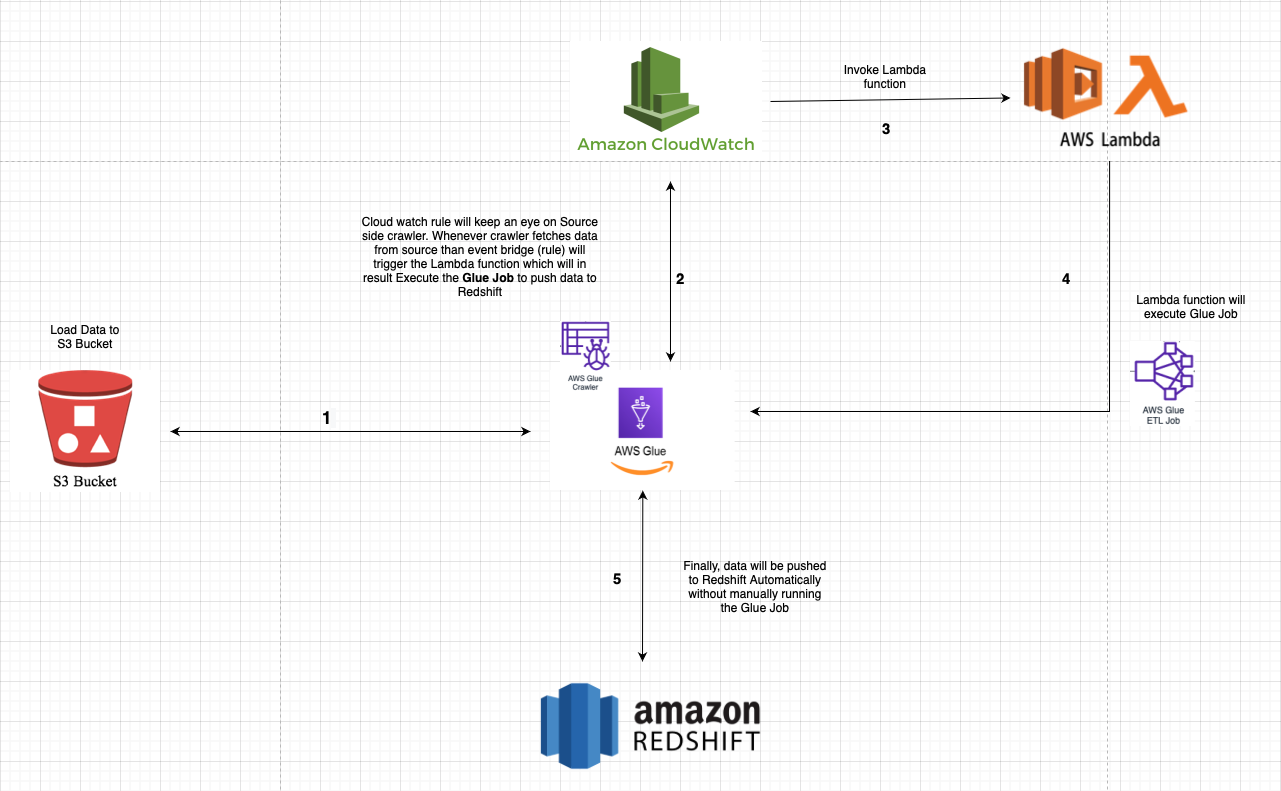 Amazon CloudWatch
Invoke Lambda
function
3
AWS Lambda
Cloud watch rule will keep an eye on Source
side crawler. Whenever crawler fetches data
from source than event bridge (rule) will
trigger the Lambda function which will in
result Execute the Glue Job to push data to
Redshift
2
4
Lambda function will
execute Glue Job
AWS Glue
ETL Job
Load Data to
S3 Bucket
S3 Bucket
1
AWS Glue
Crawler
AWS Glue
5
Finally, data will be pushed
to Redshift Automatically
without manually running
the Glue Job
amazon
REDSHIFT